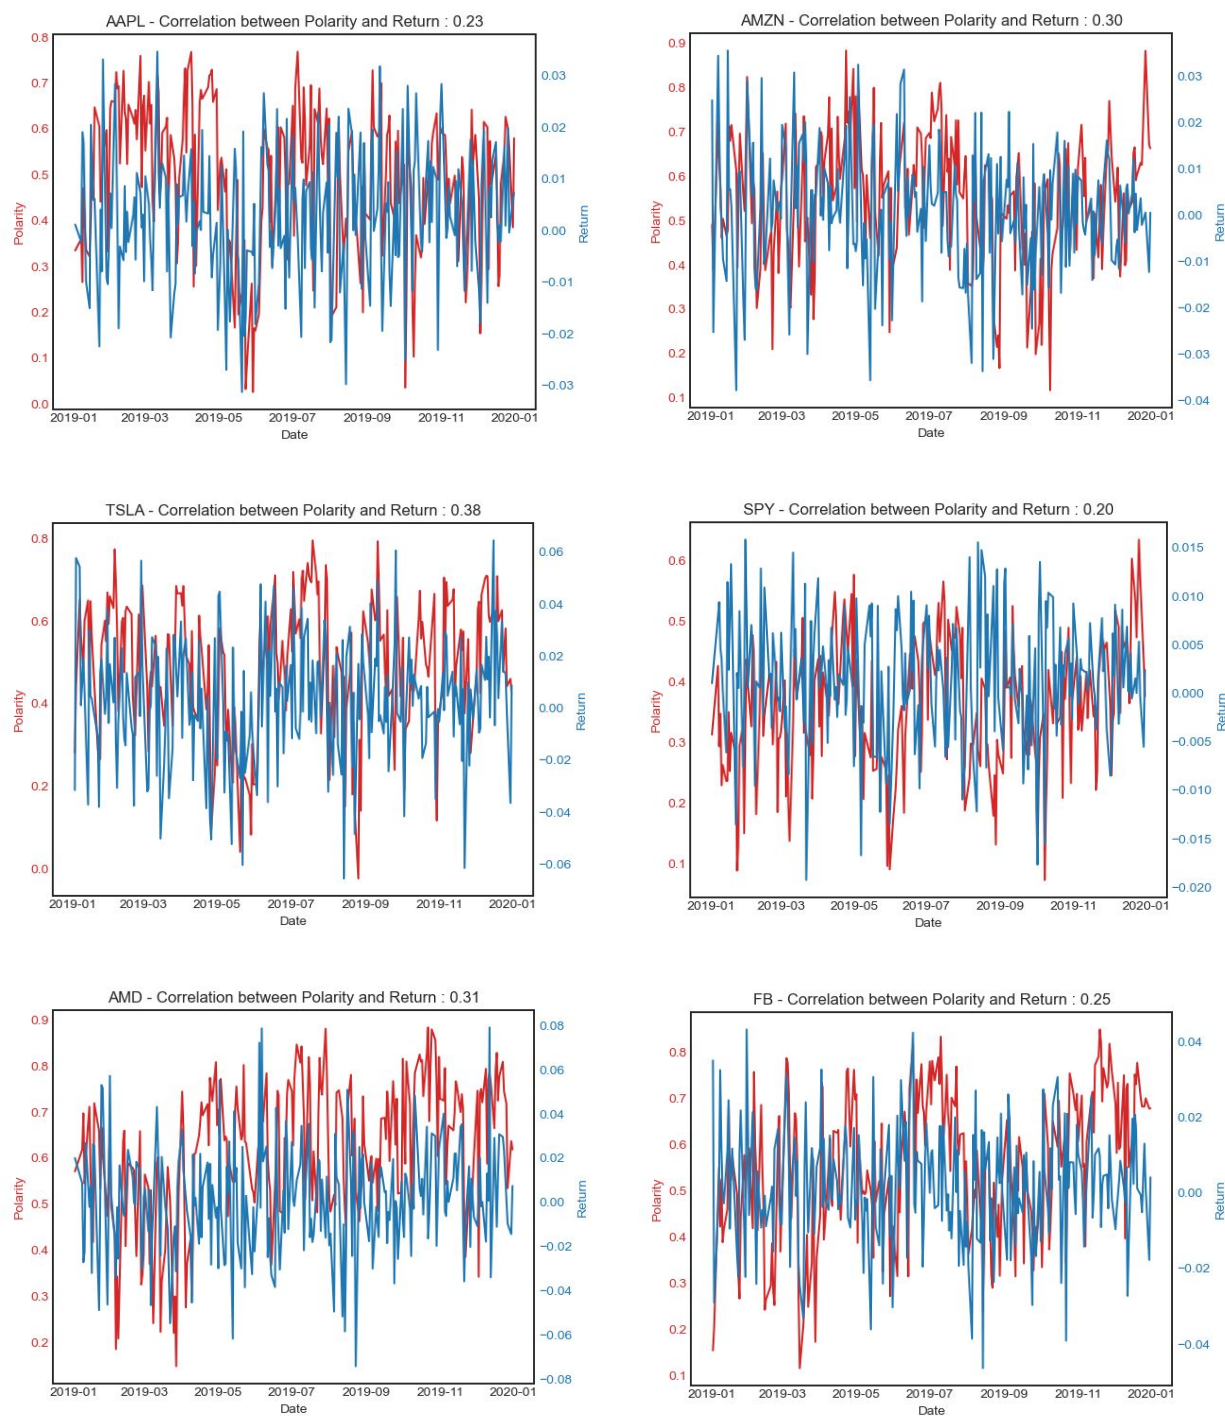 AAPL - Correlation between Polarity and Return : 0.23
0.8
0.7
0.6
0.5
0.4
0.3
0.2
0.1
0.0
Polarity
0.03
0.02
0.01
0.00
−0.01
−0.02
−0.03
Return
2019-01 2019-03 2019-05 2019-07 2019-09 2019-11 2020-01
Date
AMZN - Correlation between Polarity and Return : 0.30
0.9
0.8
0.7
0.6
0.5
0.4
0.3
0.2
0.1
Polarity
0.03
0.02
0.01
0.00
−0.01
−0.02
−0.03
−0.04
Return
2019-01 2019-03 2019-05 2019-07 2019-09 2019-11 2020-01
Date
TSLA - Correlation between Polarity and Return : 0.38
0.8
0.6
0.4
0.2
0.0
Polarity
0.06
0.04
0.02
0.00
−0.02
−0.04
−0.06
Return
2019-01 2019-03 2019-05 2019-07 2019-09 2019-11 2020-01
Date
SPY - Correlation between Polarity and Return : 0.20
0.6
0.5
0.4
0.3
0.2
0.1
Polarity
0.015
0.010
0.005
0.000
−0.005
−0.010
−0.015
−0.020
Return
2019-01 2019-03 2019-05 2019-07 2019-09 2019-11 2020-01
Date
AMD - Correlation between Polarity and Return : 0.31
0.9
0.8
0.7
0.6
0.5
0.4
0.3
0.2
Polarity
0.08
0.06
0.04
0.02
0.00
−0.02
−0.04
−0.06
−0.08
Return
2019-01 2019-03 2019-05 2019-07 2019-09 2019-11 2020-01
Date
FB - Correlation between Polarity and Return : 0.25
0.8
0.7
0.6
0.5
0.4
0.3
0.2
0.1
Polarity
0.04
0.02
0.00
−0.02
−0.04
Return
2019-01 2019-03 2019-05 2019-07 2019-09 2019-11 2020-01
Date